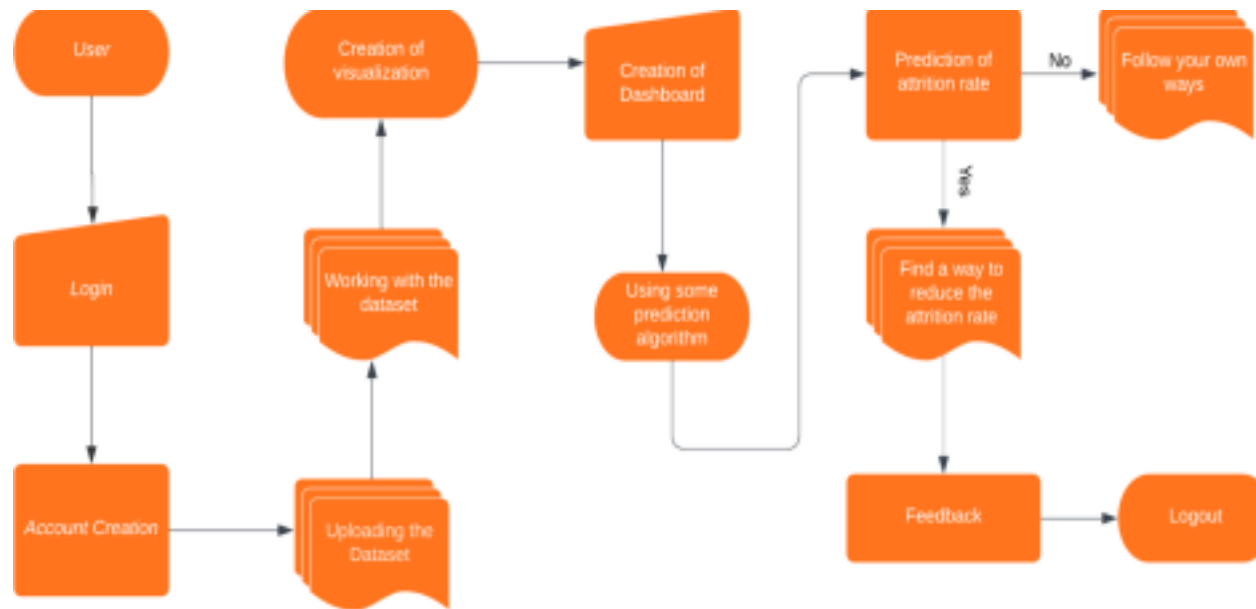 User
Login
Account Creation
Uploading the
Dataset
Working with the
dataset
Creation of
visualization
Creation of
Dashboard
Using some
prediction
algorithm
Prediction of
attrition rate
No
Follow your own
ways
Yes
Find a way to
reduce the
attrition rate
Feedback
Logout